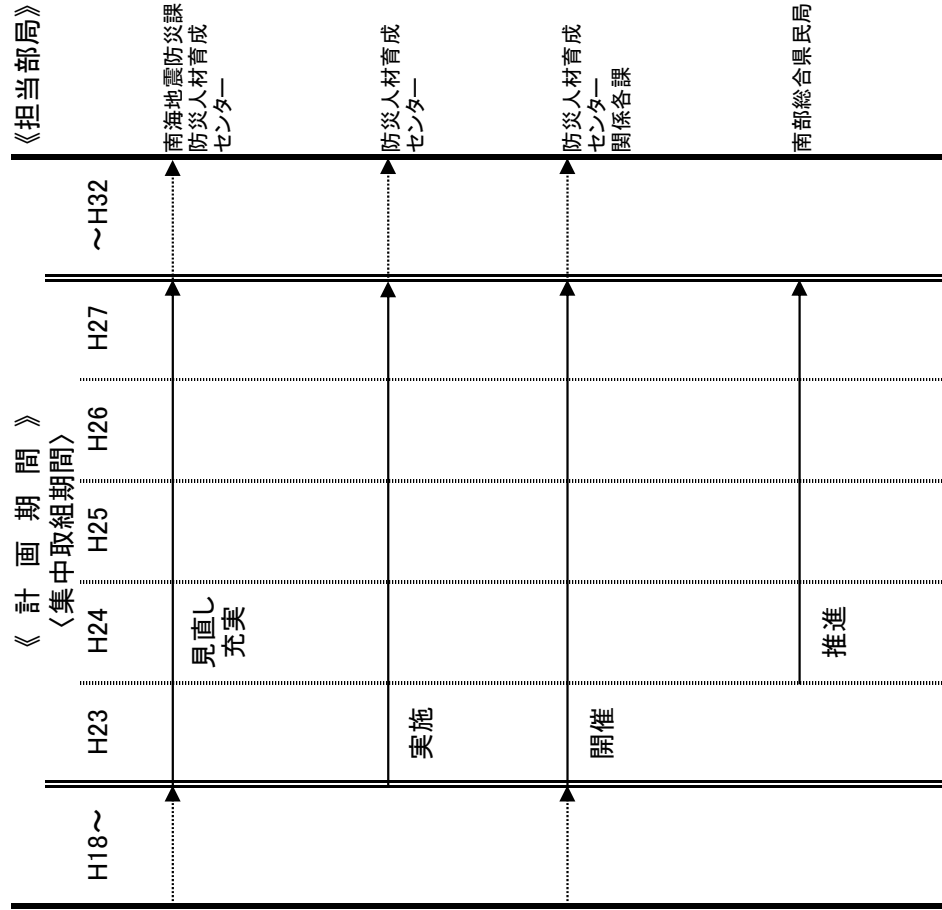 《 計 画 期 間 》
〈集中取組期間〉
《担当部局》
H18～
H23
H24
H25
H26
H27
～H32
見直し
充実
南海地震防災課
防災人材育成
センター
実施
防災人材育成
センター
開催
防災人材育成
センター
関係各課
推進
南部総合県民局